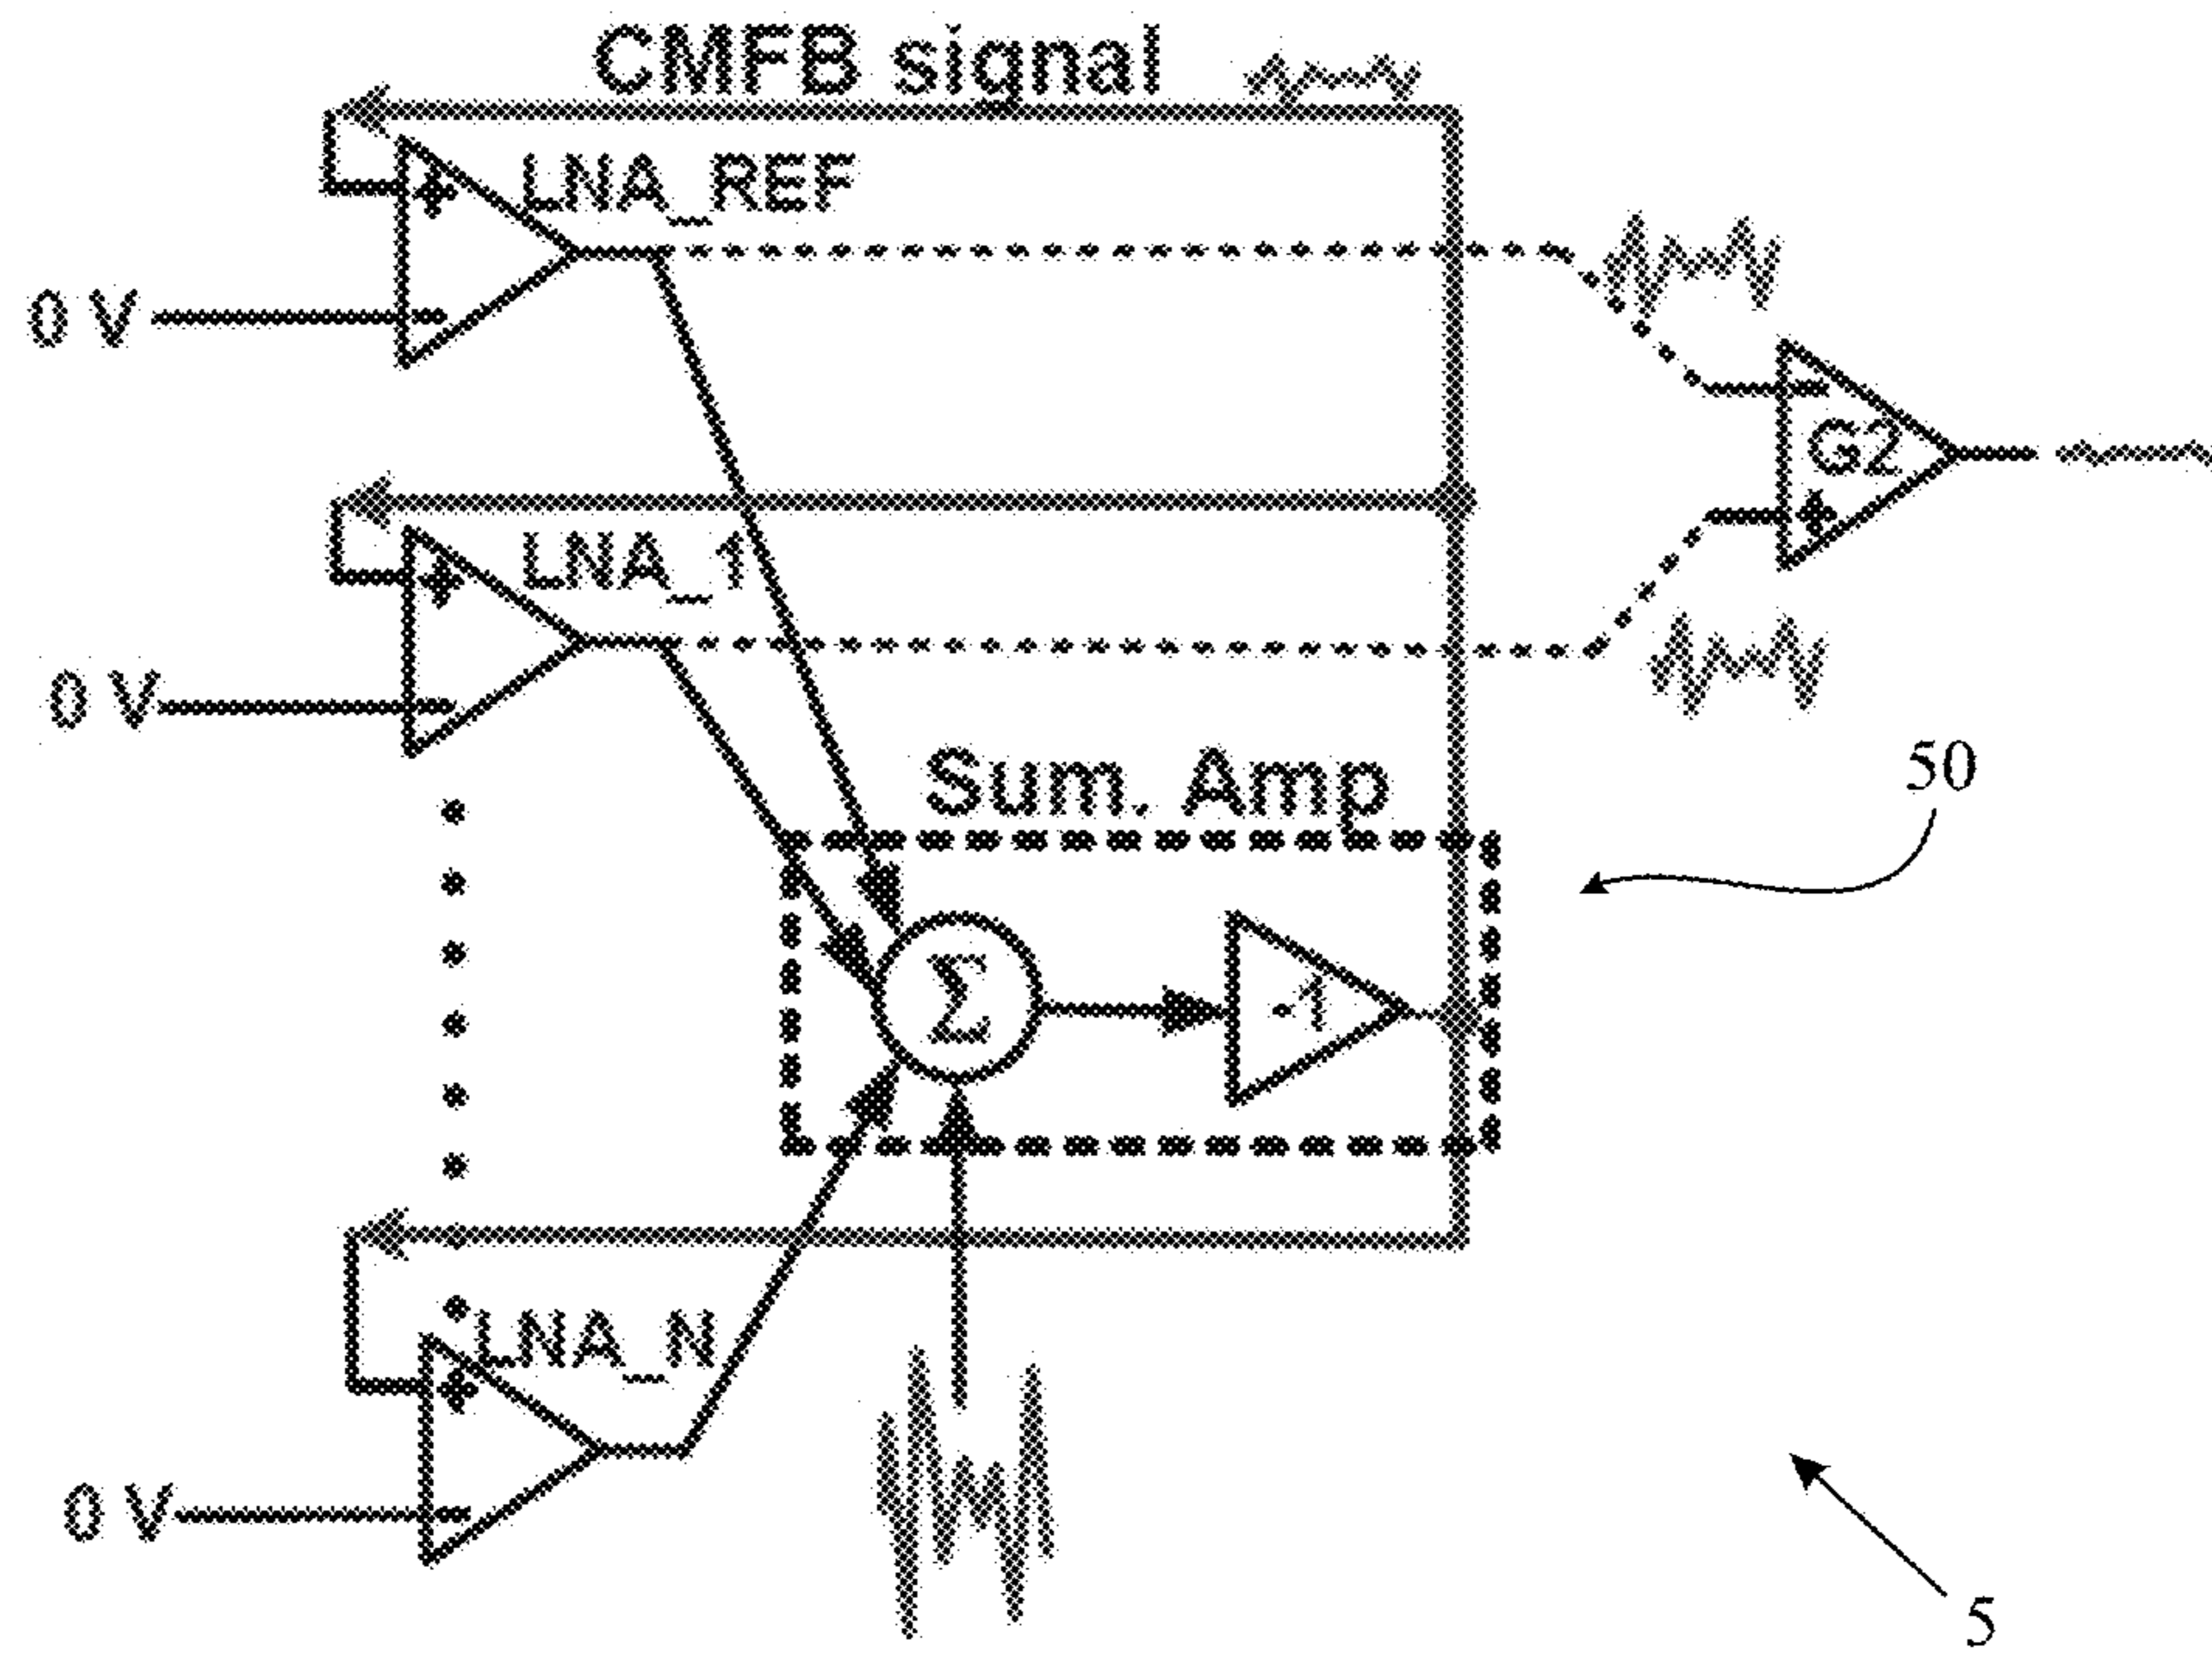 CMFB signal
+ LNA_REF
0 V
-
-
G2
+
+ LNA_1
0 V
-
Sum. Amp
50
Σ
-1
LNA_N
+
0 V
-
5